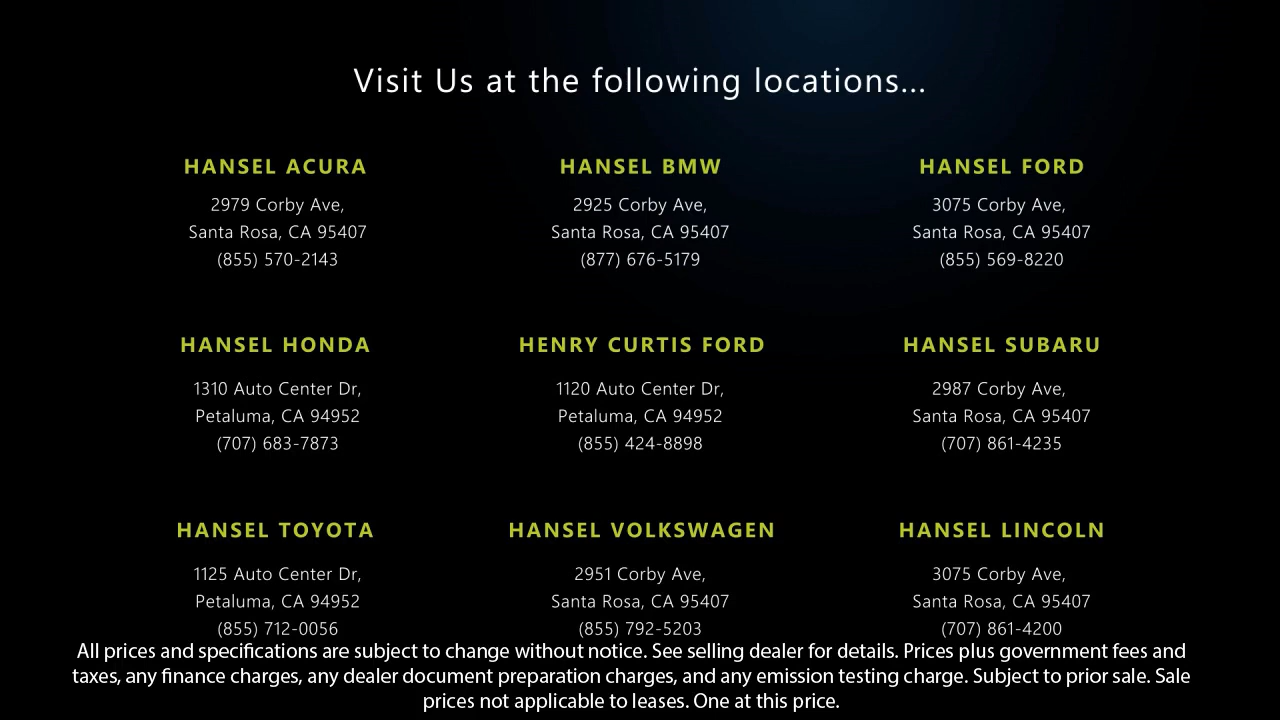 Visit Us at the following locations...
HANSEL ACURA
2979 Corby Ave,
Santa Rosa, CA 95407
(855) 570-2143
HANSEL BMW
2925 Corby Ave,
Santa Rosa, CA 95407
(877) 676-5179
HANSEL FORD
3075 Corby Ave,
Santa Rosa, CA 95407
(855) 569-8220
HANSEL HONDA
1310 Auto Center Dr,
Petaluma, CA 94952
(707) 683-7873
HENRY CURTIS FORD
1120 Auto Center Dr,
Petaluma, CA 94952
(855) 424-8898
HANSEL SUBARU
2987 Corby Ave,
Santa Rosa, CA 95407
(707) 861-4235
HANSEL TOYOTA
1125 Auto Center Dr,
Petaluma, CA 94952
(855) 712-0056
HANSEL VOLKSWAGEN
2951 Corby Ave,
Santa Rosa, CA 95407
(855) 792-5203
HANSEL LINCOLN
3075 Corby Ave,
Santa Rosa, CA 95407
(707) 861-4200
All prices and specifications are subject to change without notice. See selling dealer for details. Prices plus government fees and
taxes, any finance charges, any dealer document preparation charges, and any emission testing charge. Subject to prior sale. Sale
prices not applicable to leases. One at this price.